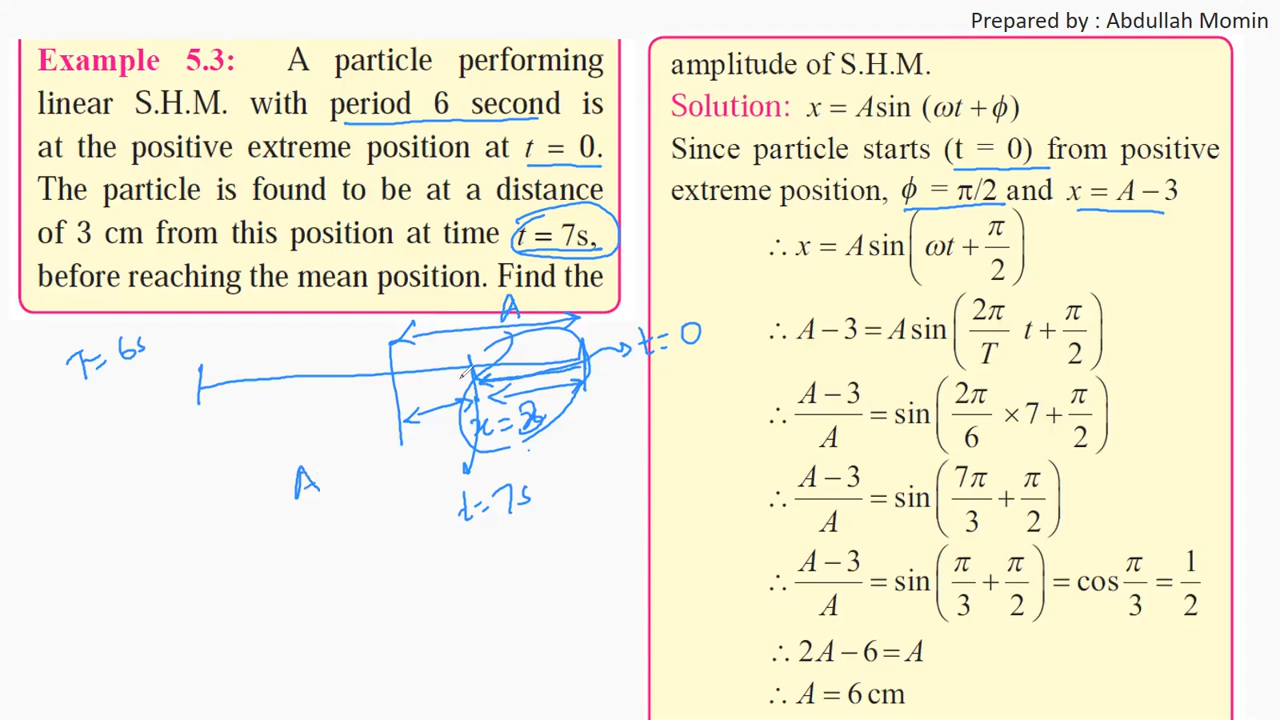 Prepared by : Abdullah Momin
Example 5.3: A particle performing
linear S.H.M. with period 6 second is
at the positive extreme position at t = 0.
The particle is found to be at a distance
of 3 cm from this position at time t = 7s,
before reaching the mean position. Find the
A
t = 0
T = 6s
t = 7s
A
amplitude of S.H.M.
Solution: x = A sin (ωt + ϕ)
Since particle starts (t = 0) from positive
extreme position, ϕ = π/2 and x = A − 3
∴ x = A sin(ωt + π/2)
∴ A − 3 = A sin(2π/T t + π/2)
∴ (A − 3)/A = sin(2π/6 × 7 + π/2)
∴ (A − 3)/A = sin(7π/3 + π/2)
∴ (A − 3)/A = sin(π/3 + π/2) = cos π/3 = 1/2
∴ 2A − 6 = A
∴ A = 6 cm